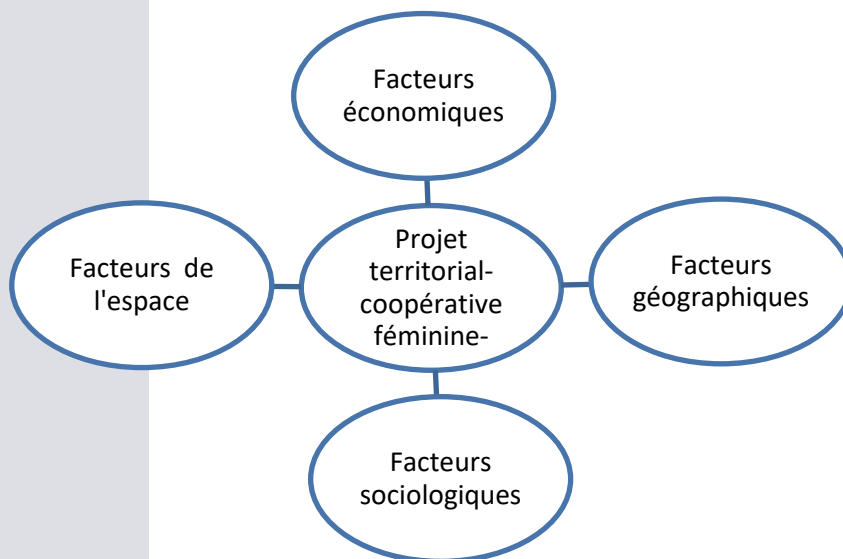 Facteurs
économiques
Facteurs de
l'espace
Projet
territorial-
coopérative
féminine-
Facteurs
géographiques
Facteurs
sociologiques